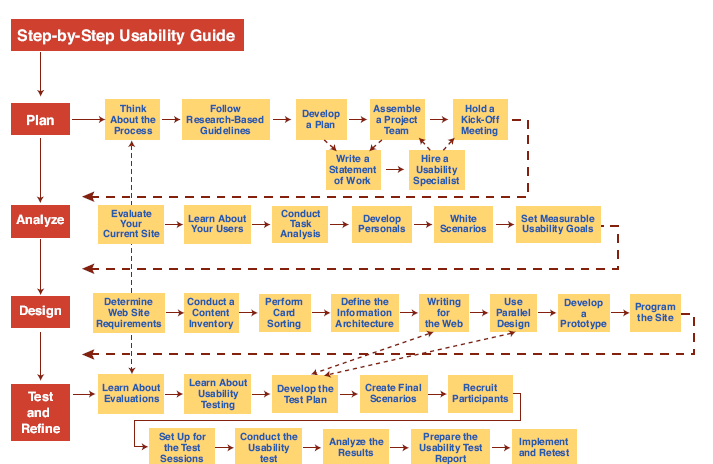 Step-by-Step Usability Guide
Plan
Think
About the
Process
Follow
Research-Based
Guidelines
Develop
a Plan
Assemble
a Project
Team
Hold a
Kick-Off
Meeting
Write a
Statement
of Work
Hire a
Usability
Specialist
Analyze
Evaluate
Your
Current Site
Learn About
Your Users
Conduct
Task
Analysis
Develop
Personals
White
Scenarios
Set Measurable
Usability Goals
Design
Determine
Web Site
Requirements
Conduct a
Content
Inventory
Perform
Card
Sorting
Define the
Information
Architecture
Writing
for the
the Web
Use
Parallel
Design
Develop
a
Prototype
Program
the Site
Test
and
Refine
Learn About
Evaluations
Learn About
Usability
Testing
Develop the
Test Plan
Create Final
Scenarios
Recruit
Participants
Set Up for
the Test
Sessions
Conduct the
Usability
test
Analyze the
Results
Prepare the
Usability Test
Report
Implement
and Retest